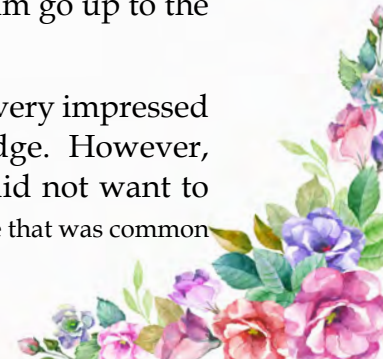 m go up to the
very impressed
dge. However,
id not want to
e that was common